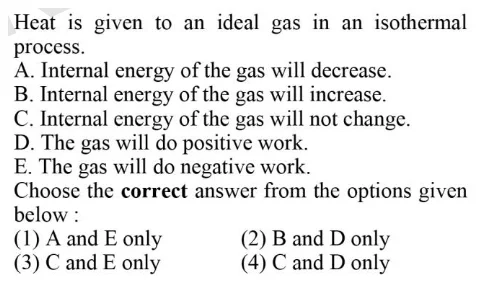 Heat is given to an ideal gas in an isothermal
process.
A. Internal energy of the gas will decrease.
B. Internal energy of the gas will increase.
C. Internal energy of the gas will not change.
D. The gas will do positive work.
E. The gas will do negative work.
Choose the correct answer from the options given
below :
(1) A and E only (2) B and D only
(3) C and E only (4) C and D only